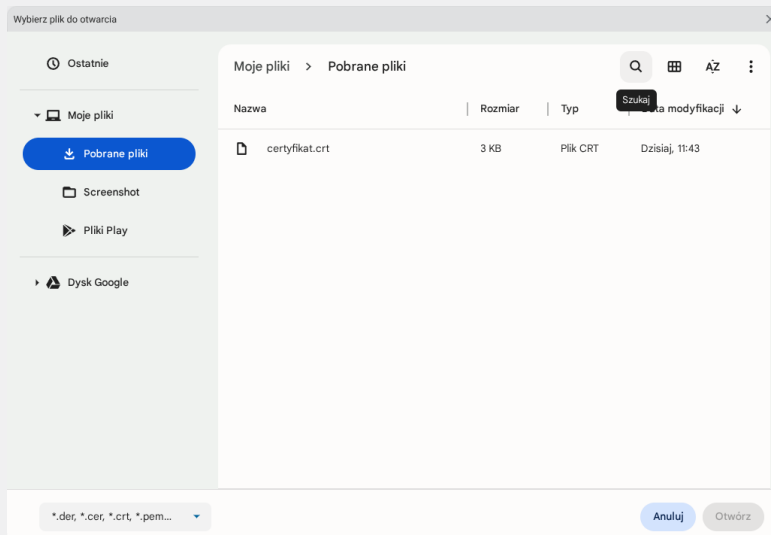 Wybierz plik do otwarcia
Ostatnie
Moje pliki
Pobrane pliki
Screenshot
Pliki Play
Dysk Google
Moje pliki > Pobrane pliki
AZ
Szukaj
Nazwa Rozmiar Typ ata modyfikacji
certyfikat.crt 3 KB Plik CRT Dzisiaj, 11:43
*.der, *.cer, *.crt, *.pem...
Anuluj Otwórz